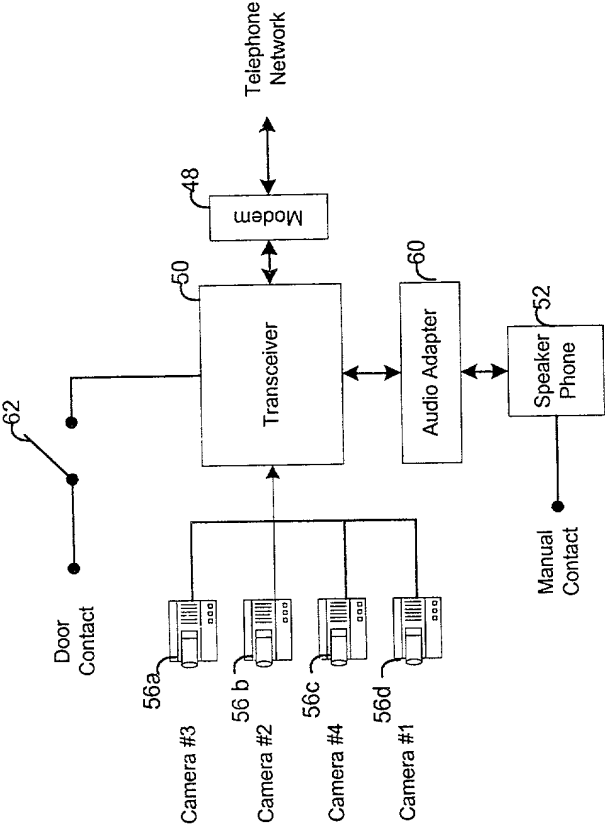 Door
Contact
62
Camera #3
56a
Camera #2
56 b
Camera #4
56c
Camera #1
56d
50
Transceiver
48
Modem
Telephone
Network
60
Audio Adapter
52
Speaker
Phone
Manual
Contact